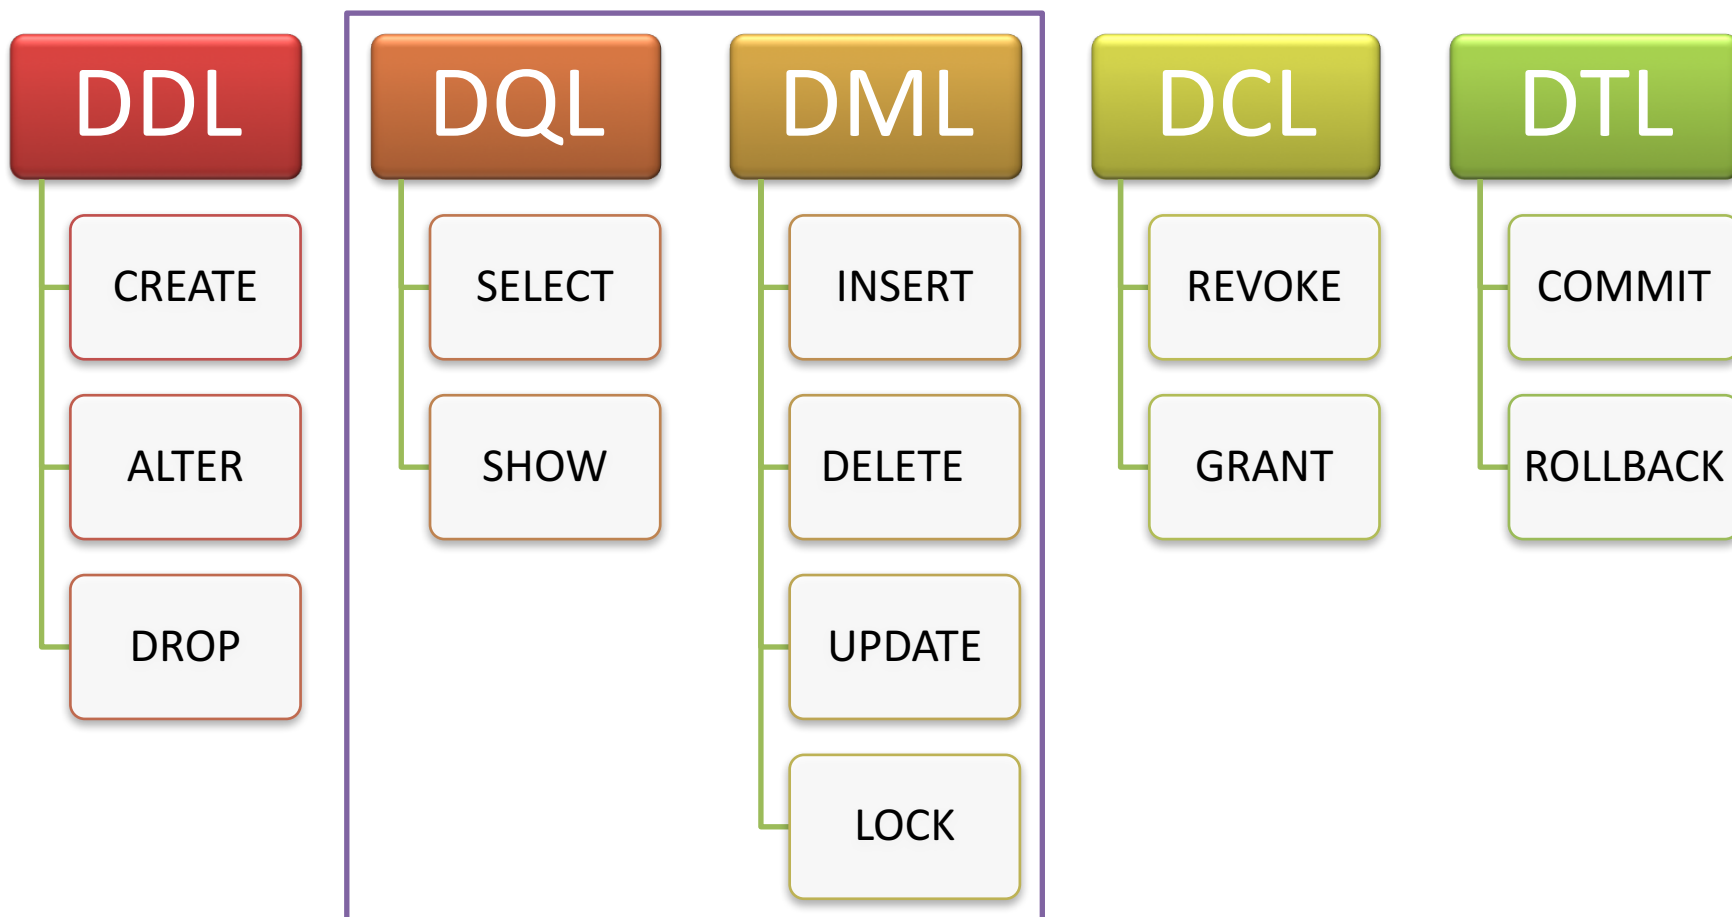 DDL
CREATE
ALTER
DROP
DQL
SELECT
SHOW
DML
INSERT
DELETE
UPDATE
LOCK
DCL
REVOKE
GRANT
DTL
COMMIT
ROLLBACK